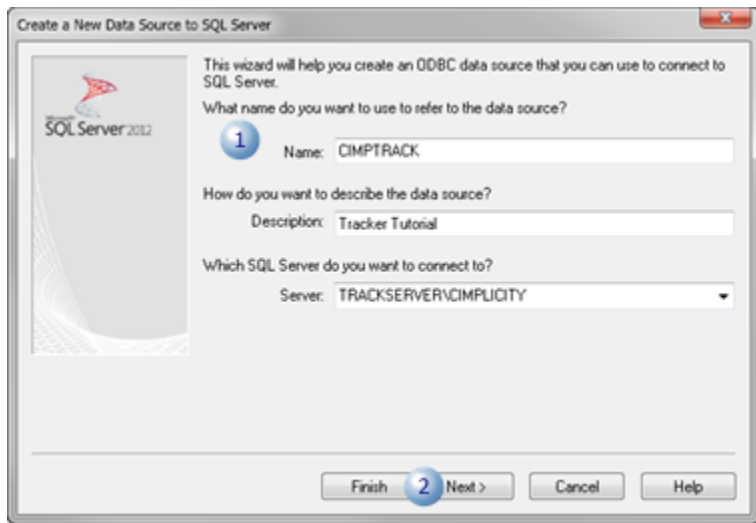 Create a New Data Source to SQL Server
Microsoft
SQL Server 2012
This wizard will help you create an ODBC data source that you can use to connect to
SQL Server.
What name do you want to use to refer to the data source?
1
Name: CIMPTRACK
How do you want to describe the data source?
Description: Tracker Tutorial
Which SQL Server do you want to connect to?
Server: TRACKSERVER\CIMPLICITY
Finish 2 Next > Cancel Help